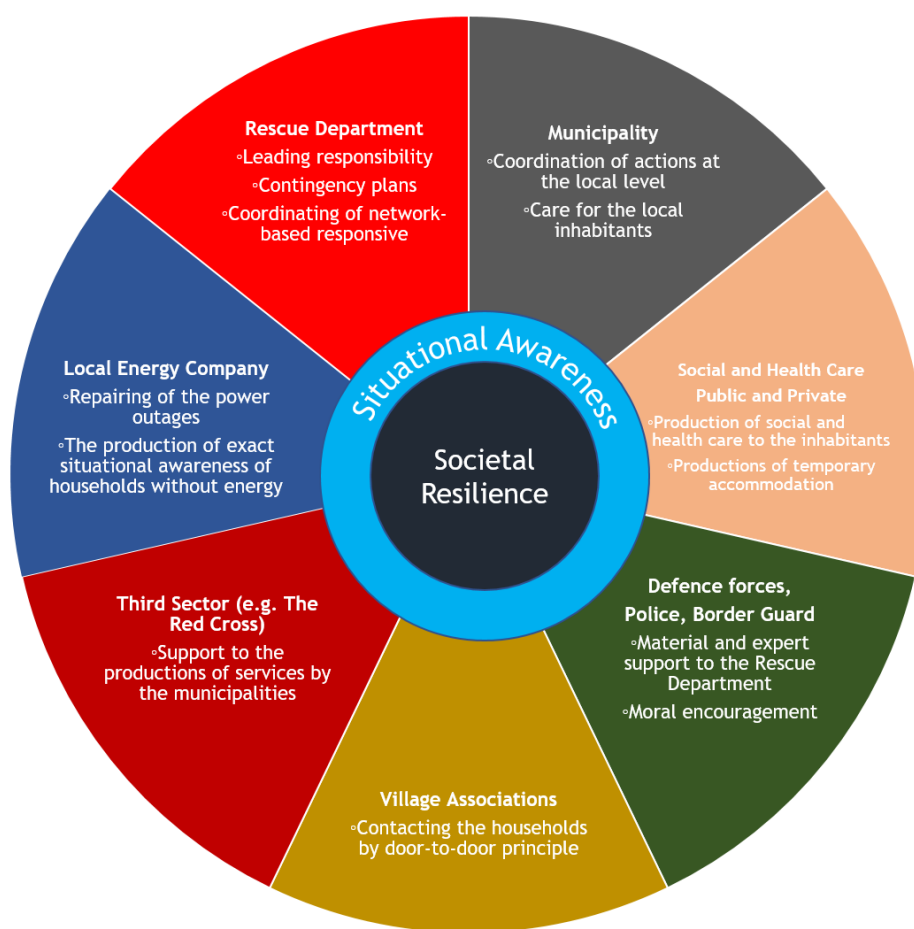 Rescue Department
◦Leading responsibility
◦Contingency plans
◦Coordinating of network-
based responsive
Municipality
◦Coordination of actions at
the local level
◦Care for the local
inhabitants
Local Energy Company
◦Repairing of the power
outages
◦The production of exact
situational awareness of
households without energy
Situational Awareness
Societal
Resilience
Social and Health Care
Public and Private
◦Production of social and
health care to the inhabitants
◦Productions of temporary
accommodation
Third Sector (e.g. The
Red Cross)
◦Support to the
productions of services by
the municipalities
Defence forces,
Police, Border Guard
◦Material and expert
support to the Rescue
Department
◦Moral encouragement
Village Associations
◦Contacting the households
by door-to-door principle